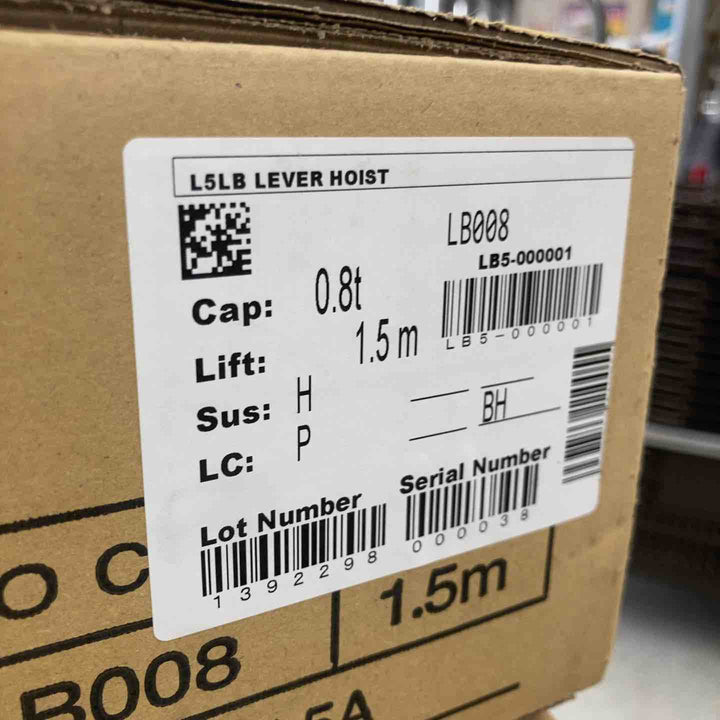 L5LB LEVER HOIST
LB008
LB5-000001
Cap: 0.8t
LB5-000001
Lift: 1.5 m
Sus: H
BH
LC: P
Lot Number
Serial Number
1392298
000038
O C
1.5m
B008
5A